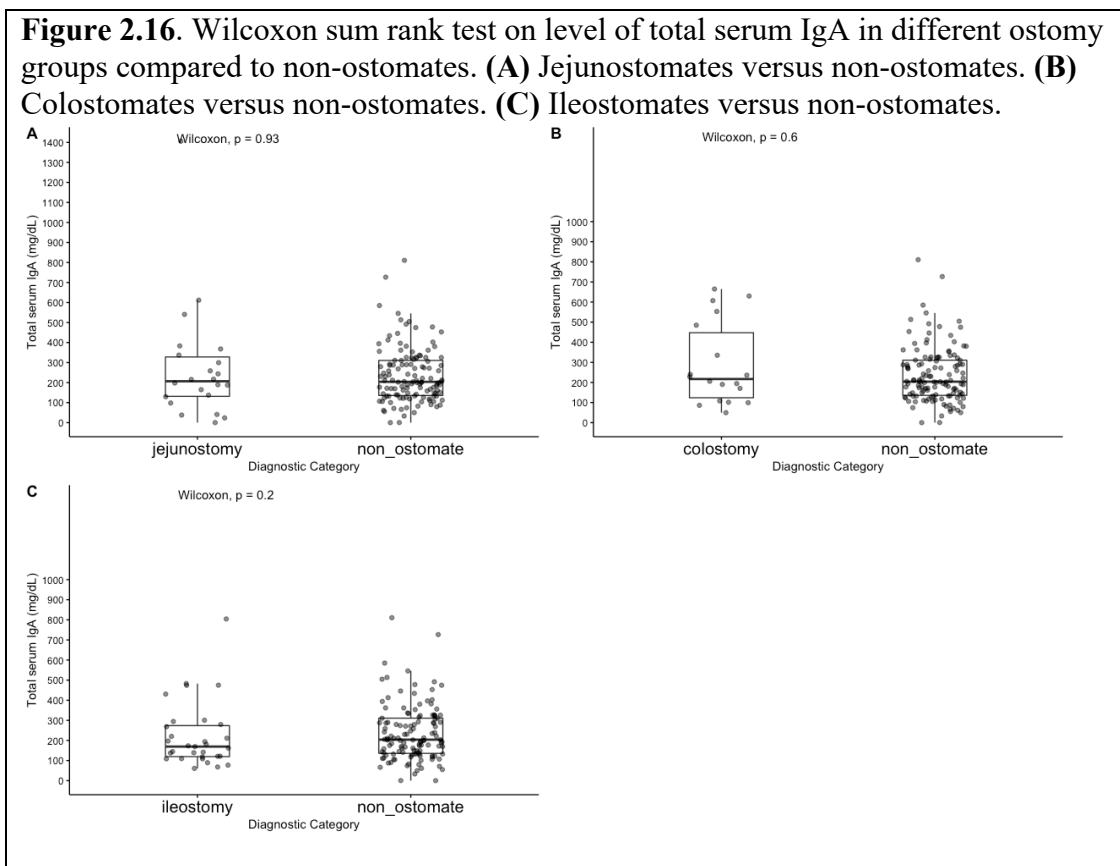 Figure 2.16. Wilcoxon sum rank test on level of total serum IgA in different ostomy
groups compared to non-ostomates. (A) Jejunostomates versus non-ostomates. (B)
Colostomates versus non-ostomates. (C) Ileostomates versus non-ostomates.
A
Wilcoxon, p = 0.93
1400
1300
1200
1100
1000
900
800
700
600
500
400
300
200
100
0
Total serum IgA (mg/dL)
jejunostomy non_ostomate
Diagnostic Category
B
Wilcoxon, p = 0.6
1000
900
800
700
600
500
400
300
200
100
0
Total serum IgA (mg/dL)
colostomy non_ostomate
Diagnostic Category
C
Wilcoxon, p = 0.2
1000
900
800
700
600
500
400
300
200
100
0
Total serum IgA (mg/dL)
ileostomy non_ostomate
Diagnostic Category